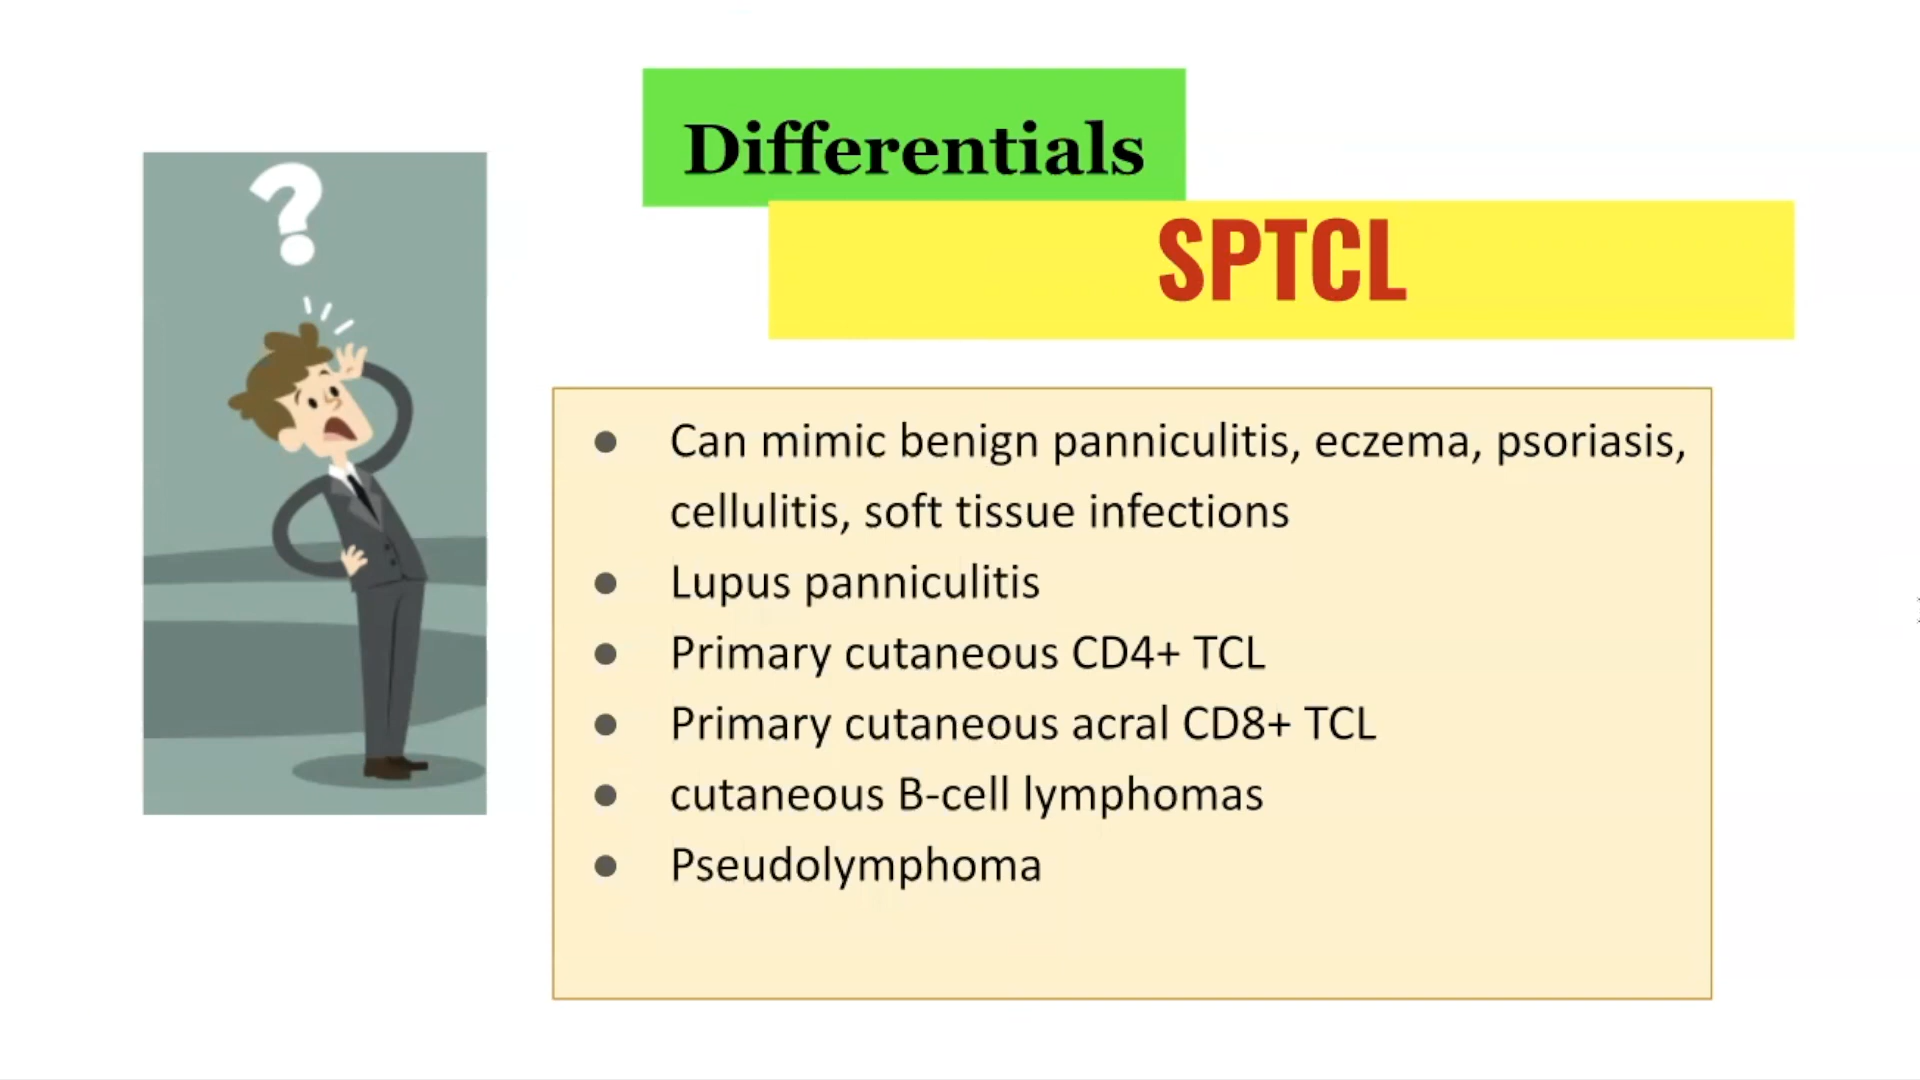 ?
Differentials
SPTCL
● Can mimic benign panniculitis, eczema, psoriasis,
cellulitis, soft tissue infections
● Lupus panniculitis
● Primary cutaneous CD4+ TCL
● Primary cutaneous acral CD8+ TCL
● cutaneous B-cell lymphomas
● Pseudolymphoma